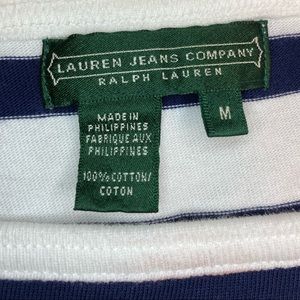 LAUREN JEANS COMPANY
RALPH LAUREN
M
MADE IN
PHILIPPINES
FABRIQUE AUX
PHILIPPINES
100% COTTON/
COTON